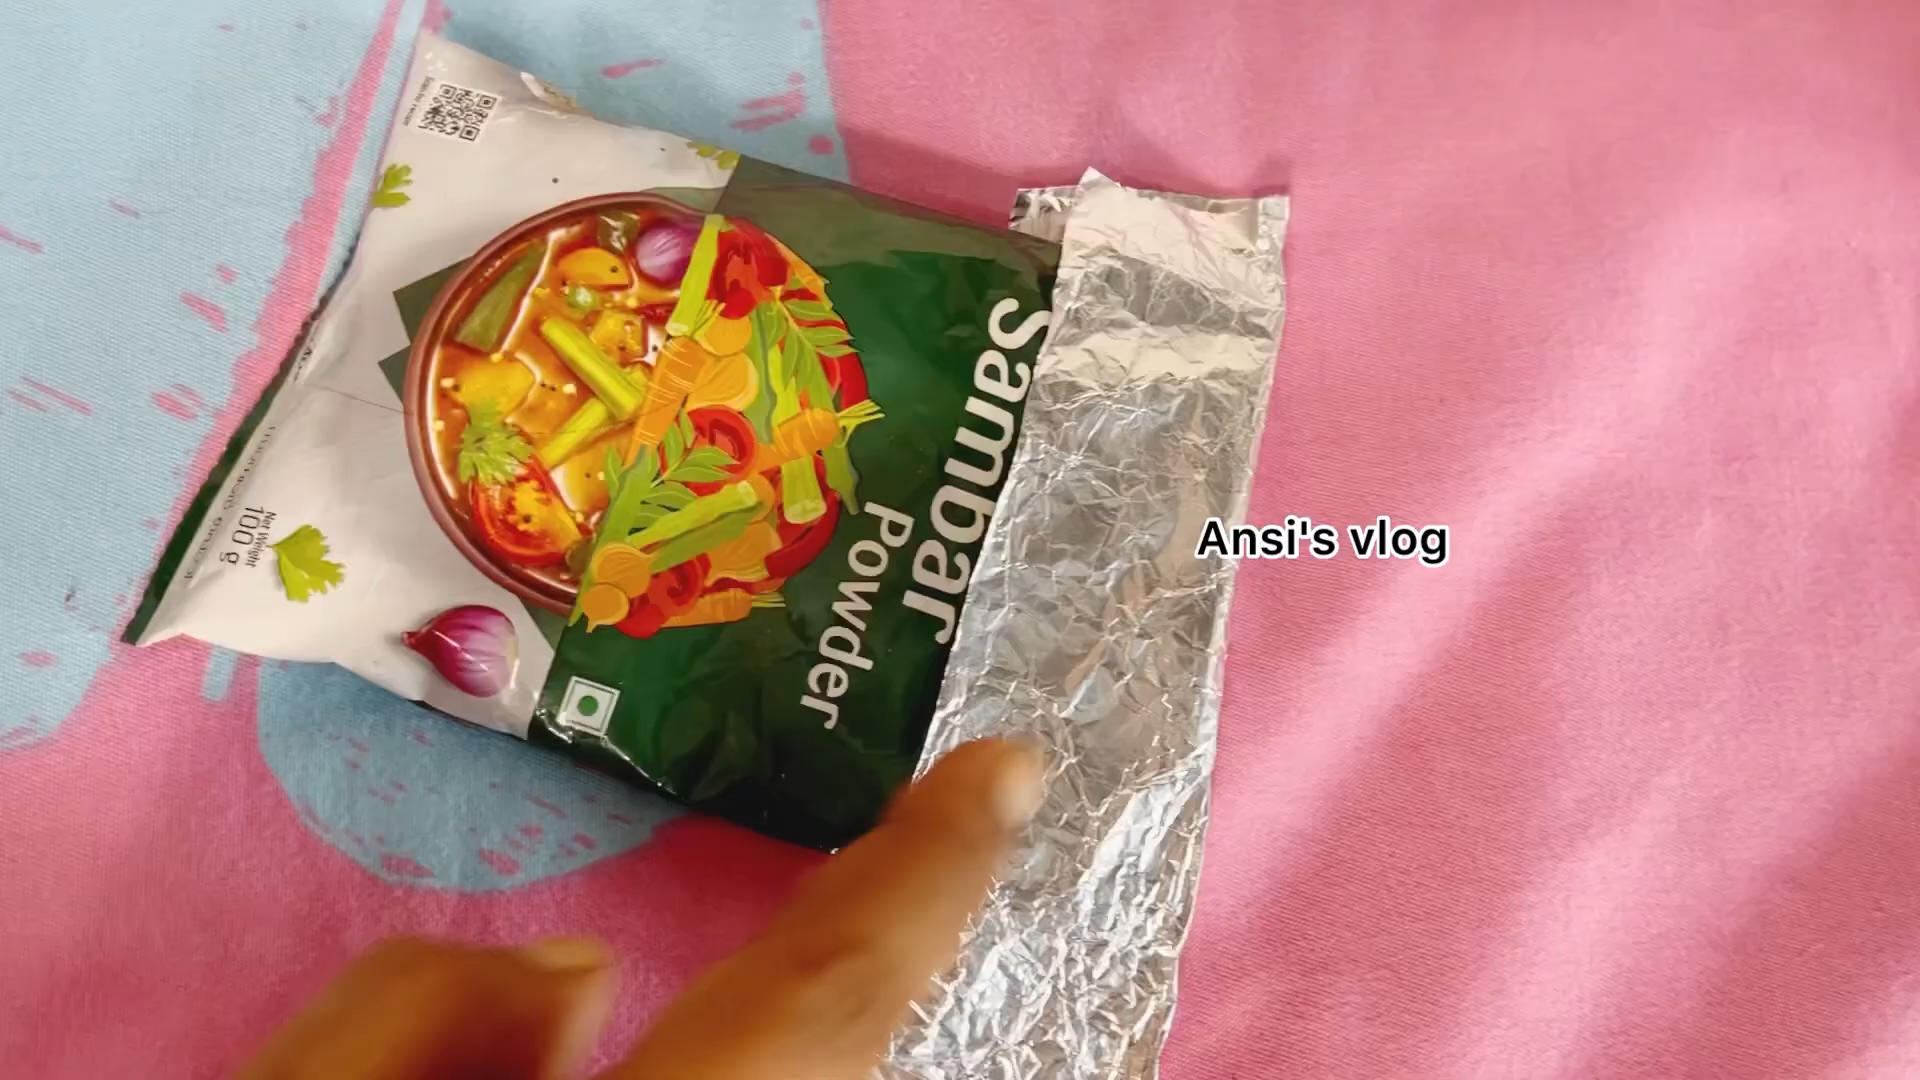 Sambar
Powder
Net Weight
100 g
Ansi's vlog